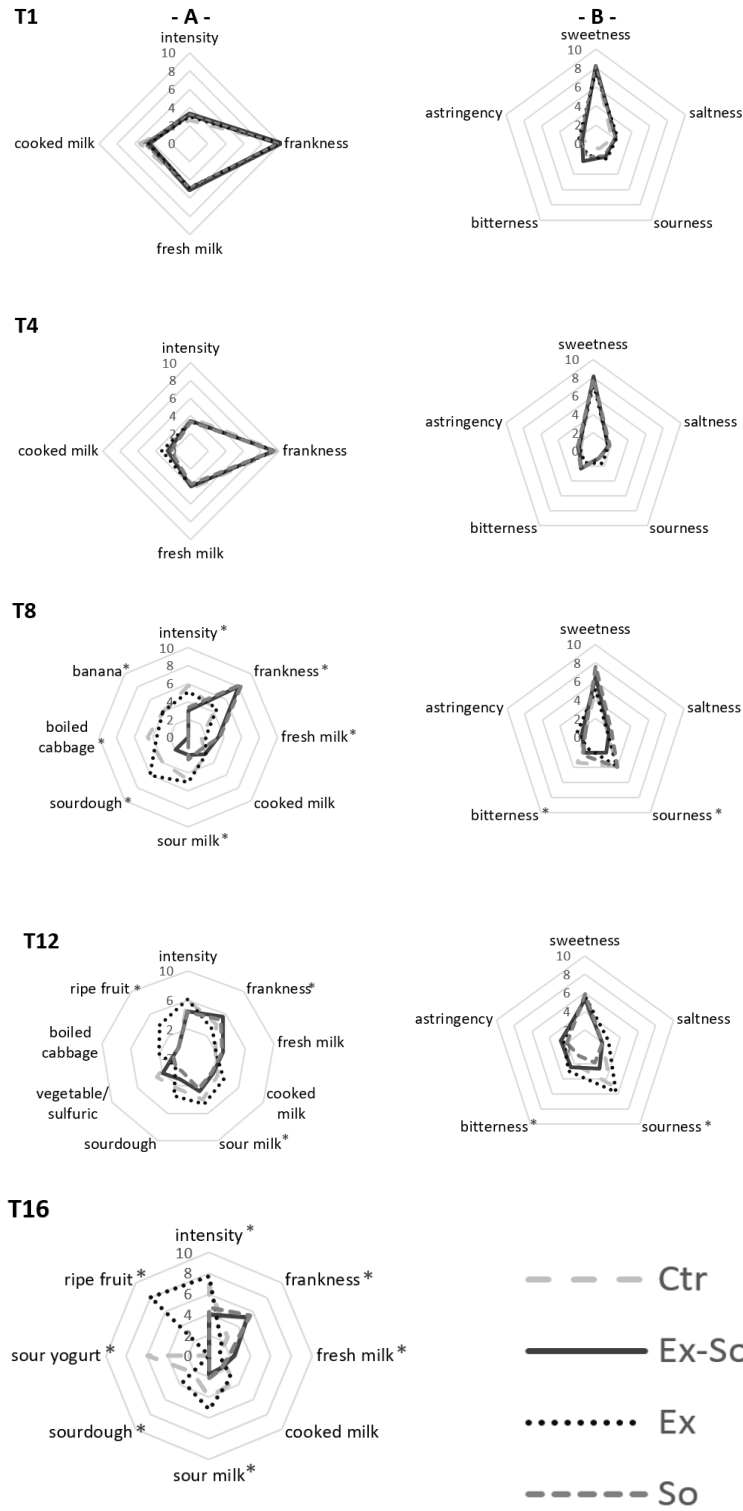 T1
- A -
- B -
intensity
10
8
6
4
2
0
cooked milk
frankness
fresh milk
sweetness
10
8
6
4
2
0
astringency
saltness
bitterness
sourness
T4
intensity
10
8
6
4
2
0
cooked milk
frankness
fresh milk
sweetness
10
8
6
4
2
0
astringency
saltness
bitterness
sourness
T8
intensity *
10
8
6
4
2
0
banana*
frankness *
boiled
cabbage *
fresh milk*
sourdough *
cooked milk
sour milk *
sweetness
10
8
6
4
2
0
astringency
saltness
bitterness *
sourness *
T12
intensity
10
6
2
ripe fruit *
frankness*
boiled
cabbage
fresh milk
vegetable/
sulfuric
cooked
milk
sourdough
sour milk*
sweetness
10
8
6
4
2
0
astringency
saltness
bitterness*
sourness *
T16
intensity *
10
8
6
4
2
0
ripe fruit *
frankness *
sour yogurt *
fresh milk *
sourdough *
cooked milk
sour milk*
Ctr
Ex-So
Ex
So